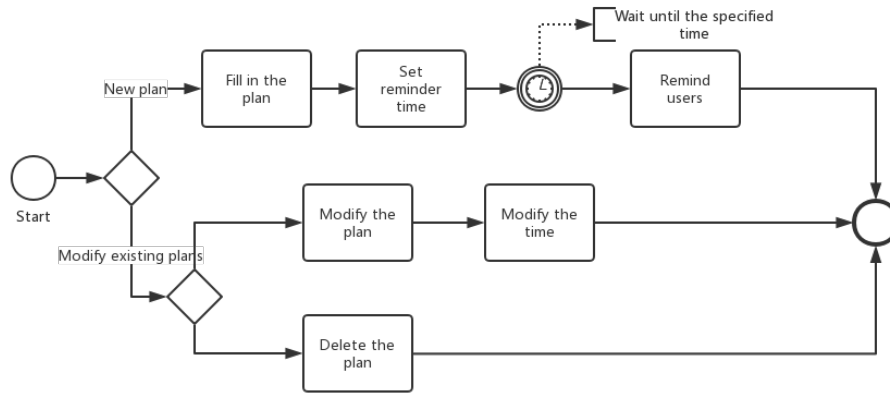 Wait until the specified
time
New plan
Fill in the
plan
Set
reminder
time
Remind
users
Start
Modify existing plans
Modify the
plan
Modify the
time
Delete the
plan